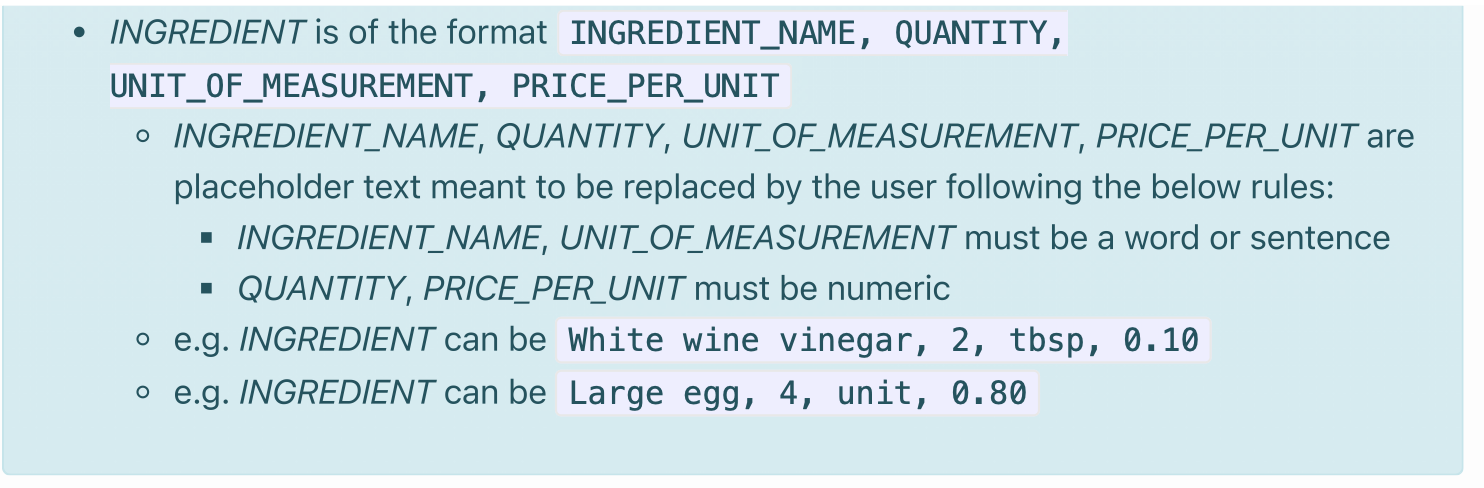 • INGREDIENT is of the format INGREDIENT_NAME, QUANTITY,
UNIT_OF_MEASUREMENT, PRICE_PER_UNIT
◦ INGREDIENT_NAME, QUANTITY, UNIT_OF_MEASUREMENT, PRICE_PER_UNIT are
placeholder text meant to be replaced by the user following the below rules:
▪ INGREDIENT_NAME, UNIT_OF_MEASUREMENT must be a word or sentence
▪ QUANTITY, PRICE_PER_UNIT must be numeric
◦ e.g. INGREDIENT can be White wine vinegar, 2, tbsp, 0.10
◦ e.g. INGREDIENT can be Large egg, 4, unit, 0.80